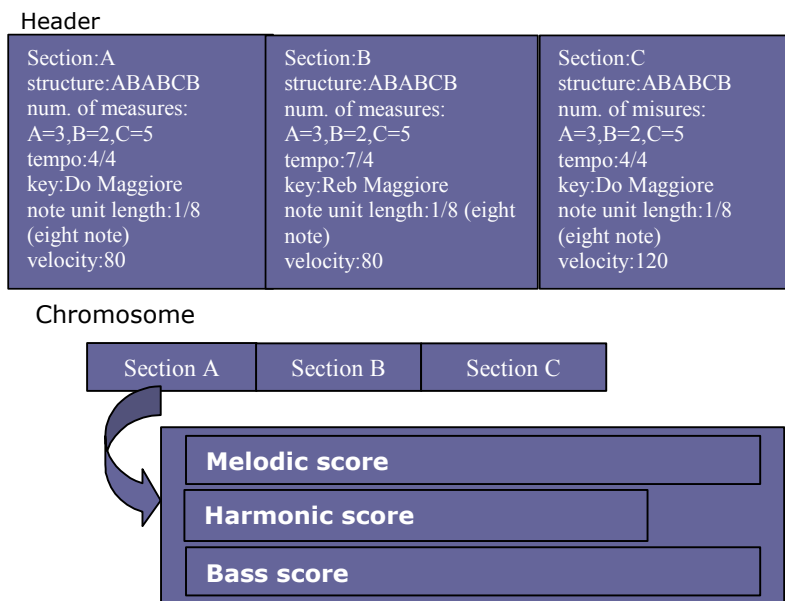 Header
Section:A
structure:ABABCB
num. of measures:
A=3,B=2,C=5
tempo:4/4
key:Do Maggiore
note unit length:1/8
(eight note)
velocity:80
Section:B
structure:ABABCB
num. of measures:
A=3,B=2,C=5
tempo:7/4
key:Reb Maggiore
note unit length:1/8 (eight
note)
velocity:80
Section:C
structure:ABABCB
num. of misures:
A=3,B=2,C=5
tempo:4/4
key:Do Maggiore
note unit length:1/8
(eight note)
velocity:120
Chromosome
Section A
Section B
Section C
Melodic score
Harmonic score
Bass score